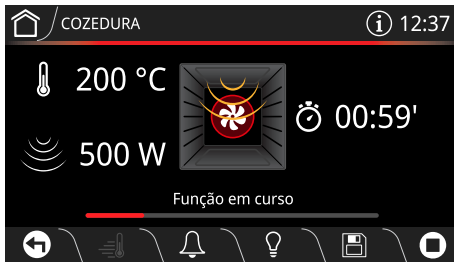 COZEDURA
12:37
200 °C
500 W
00:59'
Função em curso